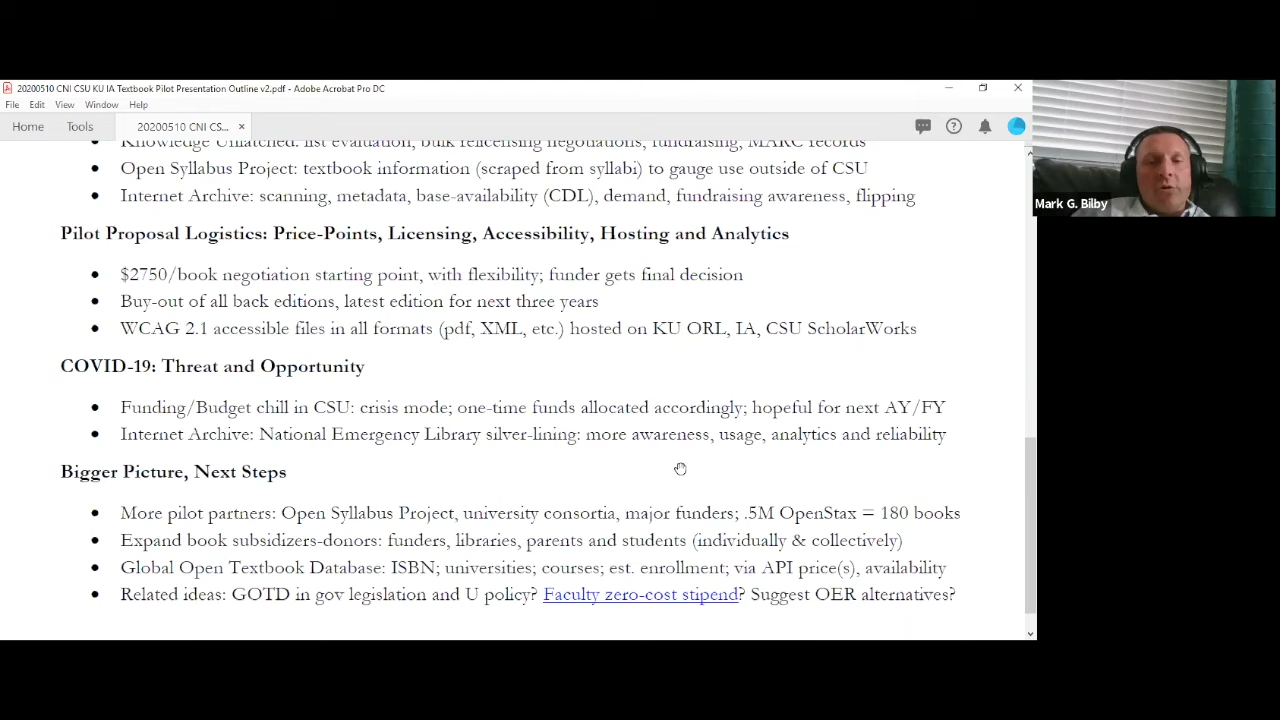 20200510 CNI CSU KU IA Textbook Pilot Presentation Outline v2.pdf - Adobe Acrobat Pro DC
File Edit View Window Help
Home Tools 20200510 CNI CS... ×
Knowledge Unlatched: list evaluation, bulk relicensing negotiations, fundraising, MARC records
• Open Syllabus Project: textbook information (scraped from syllabi) to gauge use outside of CSU
• Internet Archive: scanning, metadata, base-availability (CDL), demand, fundraising awareness, flipping
Mark G. Bilby
Pilot Proposal Logistics: Price-Points, Licensing, Accessibility, Hosting and Analytics
• $2750/book negotiation starting point, with flexibility; funder gets final decision
• Buy-out of all back editions, latest edition for next three years
• WCAG 2.1 accessible files in all formats (pdf, XML, etc.) hosted on KU ORL, IA, CSU ScholarWorks
COVID-19: Threat and Opportunity
• Funding/Budget chill in CSU: crisis mode; one-time funds allocated accordingly; hopeful for next AY/FY
• Internet Archive: National Emergency Library silver-lining: more awareness, usage, analytics and reliability
Bigger Picture, Next Steps
• More pilot partners: Open Syllabus Project, university consortia, major funders; .5M OpenStax = 180 books
• Expand book subsidizers-donors: funders, libraries, parents and students (individually & collectively)
• Global Open Textbook Database: ISBN; universities; courses; est. enrollment; via API price(s), availability
• Related ideas: GOTD in gov legislation and U policy? Faculty zero-cost stipend? Suggest OER alternatives?